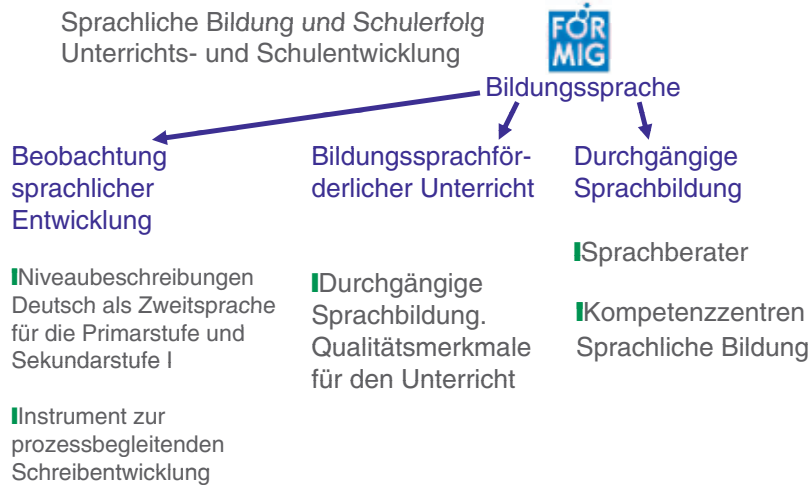 Sprachliche Bildung und Schulerfolg
Unterrichts- und Schulentwicklung
FÖR
MIG
Bildungssprache
Beobachtung
sprachlicher
Entwicklung
Niveaubeschreibungen
Deutsch als Zweitsprache
für die Primarstufe und
Sekundarstufe I
Instrument zur
prozessbegleitenden
Schreibentwicklung
Bildungssprachför-
derlicher Unterricht
Durchgängige
Sprachbildung.
Qualitätsmerkmale
für den Unterricht
Durchgängige
Sprachbildung
Sprachberater
Kompetenzzentren
Sprachliche Bildung